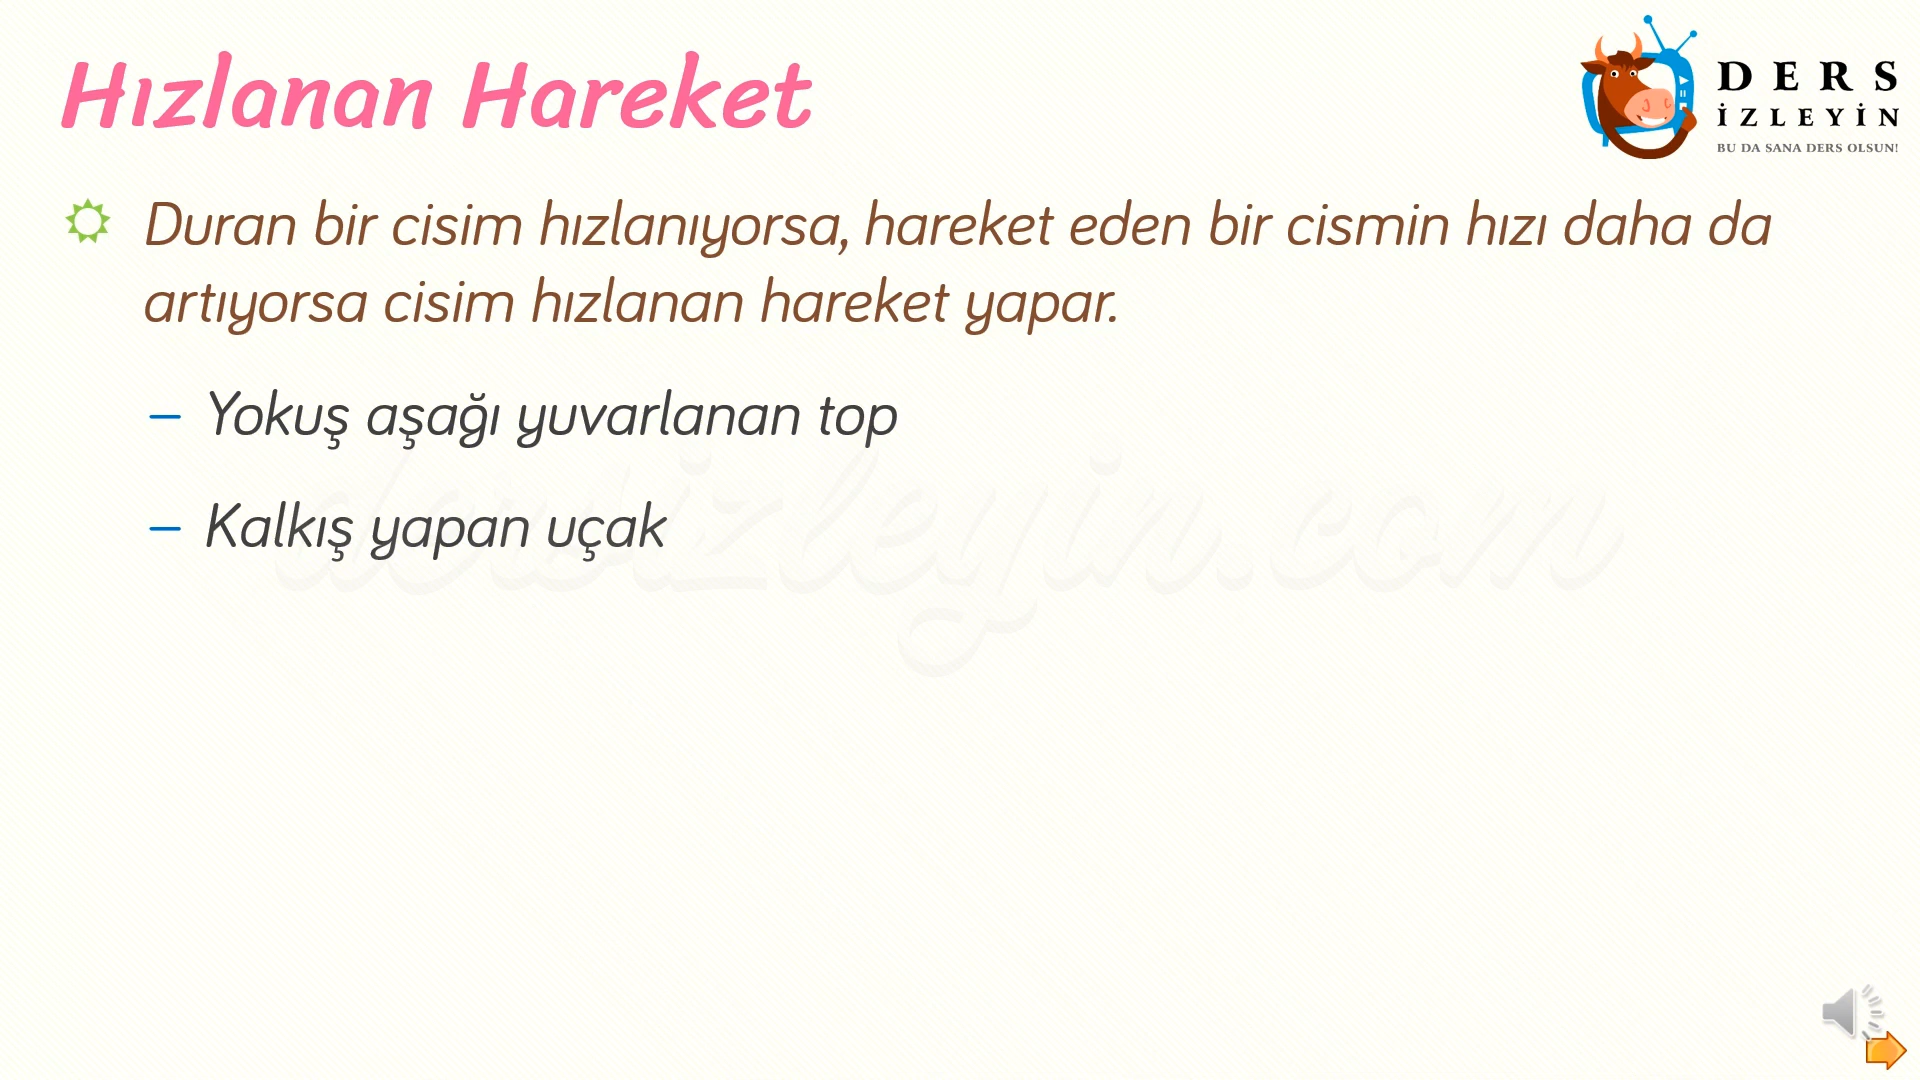 Hızlanan Hareket
DERS
İZLEYİN
BU DA SANA DERS OLSUN!
Duran bir cisim hızlanıyorsa, hareket eden bir cismin hızı daha da
artıyorsa cisim hızlanan hareket yapar.
– Yokuş aşağı yuvarlanan top
– Kalkış yapan uçak
dersizleyin.com